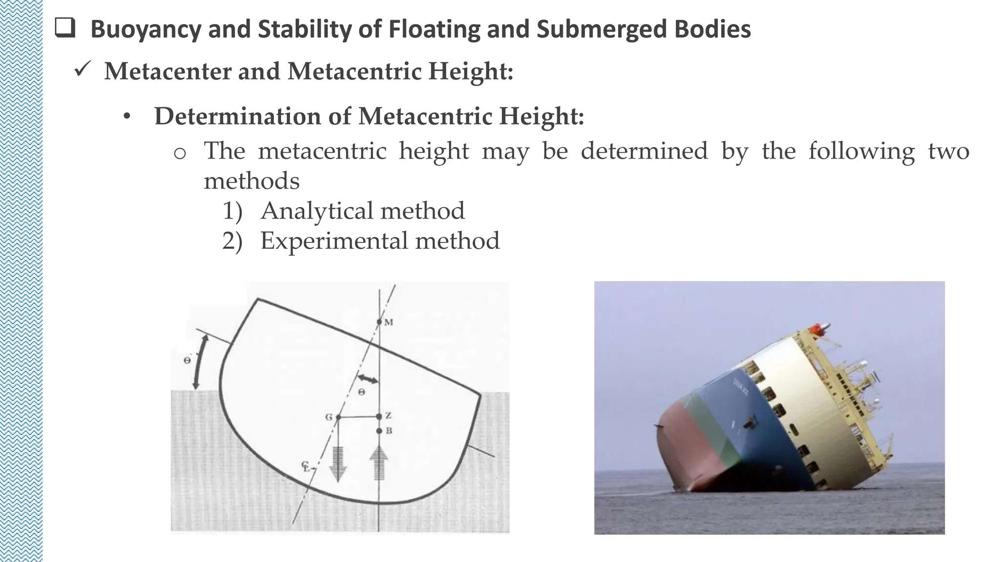 Buoyancy and Stability of Floating and Submerged Bodies
Metacenter and Metacentric Height:
Determination of Metacentric Height:
The metacentric height may be determined by the following two
methods
1) Analytical method
2) Experimental method
M
Θ
Θ
G
Z
B
℄